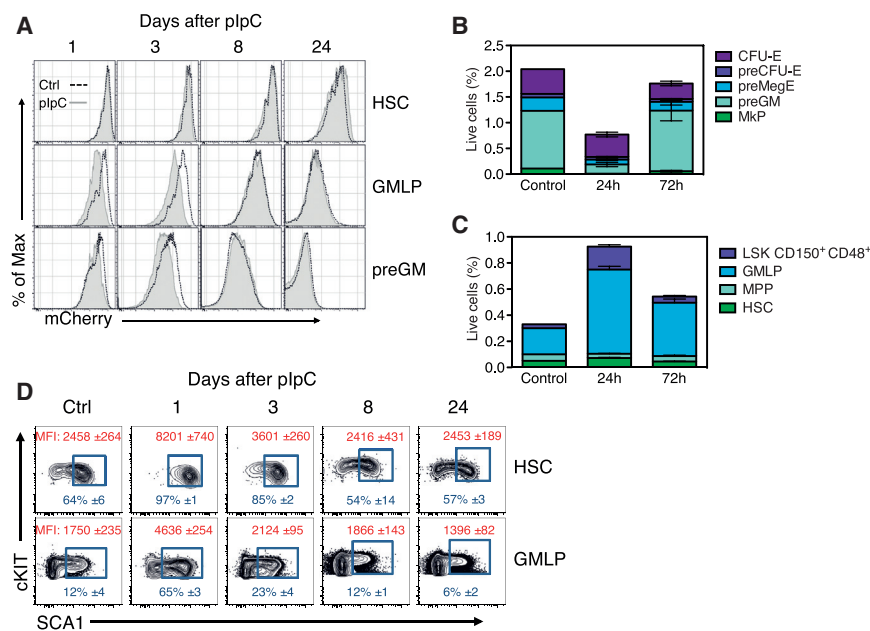 A
Days after pIpC
1 3 8 24
Ctrl
pIpC
HSC
GMLP
preGM
% of Max
mCherry
B
2.5
2.0
1.5
1.0
0.5
0.0
Live cells (%)
Control 24h 72h
CFU-E
preCFU-E
preMegE
preGM
MkP
C
1.0
0.8
0.6
0.4
0.2
0.0
Live cells (%)
Control 24h 72h
LSK CD150⁺ CD48⁺
GMLP
MPP
HSC
D
Days after pIpC
Ctrl 1 3 8 24
MFI: 2458 ±264 8201 ±740 3601 ±260 2416 ±431 2453 ±189
HSC
64% ±6 97% ±1 85% ±2 54% ±14 57% ±3
MFI: 1750 ±235 4636 ±254 2124 ±95 1866 ±143 1396 ±82
GMLP
12% ±4 65% ±3 23% ±4 12% ±1 6% ±2
cKIT
SCA1